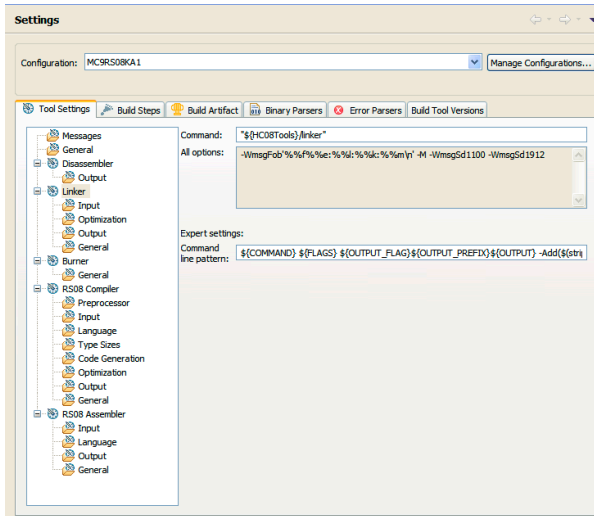 Settings
Configuration: MC9RS08KA1 Manage Configurations...
Tool Settings Build Steps Build Artifact Binary Parsers Error Parsers Build Tool Versions
Messages
General
Disassembler
Output
Linker
Input
Optimization
Output
General
Burner
General
RS08 Compiler
Preprocessor
Input
Language
Type Sizes
Code Generation
Optimization
Output
General
RS08 Assembler
Input
Language
Output
General
Command: "${HC08Tools}/linker"
All options: -WmsgFob'%%f%%e:%%l:%%k:%%m\n' -M -WmsgSd1100 -WmsgSd1912
Expert settings:
Command
line pattern: ${COMMAND} ${FLAGS} ${OUTPUT_FLAG}${OUTPUT_PREFIX}${OUTPUT} -Add(${strip